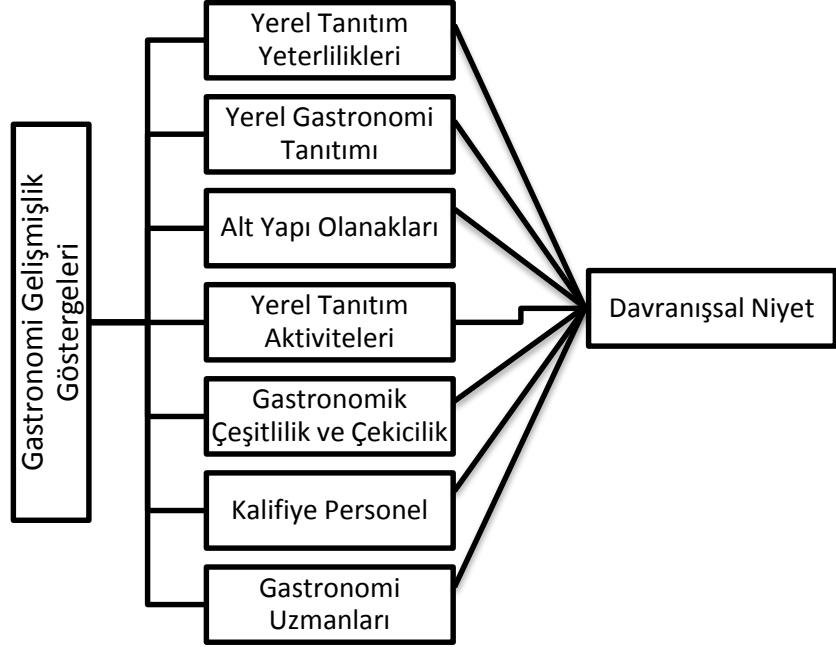 Gastronomi Gelişmişlik
Göstergeleri
Yerel Tanıtım
Yeterlilikleri
Yerel Gastronomi
Tanıtımı
Alt Yapı Olanakları
Yerel Tanıtım
Aktiviteleri
Gastronomik
Çeşitlilik ve Çekicilik
Kalifiye Personel
Gastronomi
Uzmanları
Davranışsal Niyet